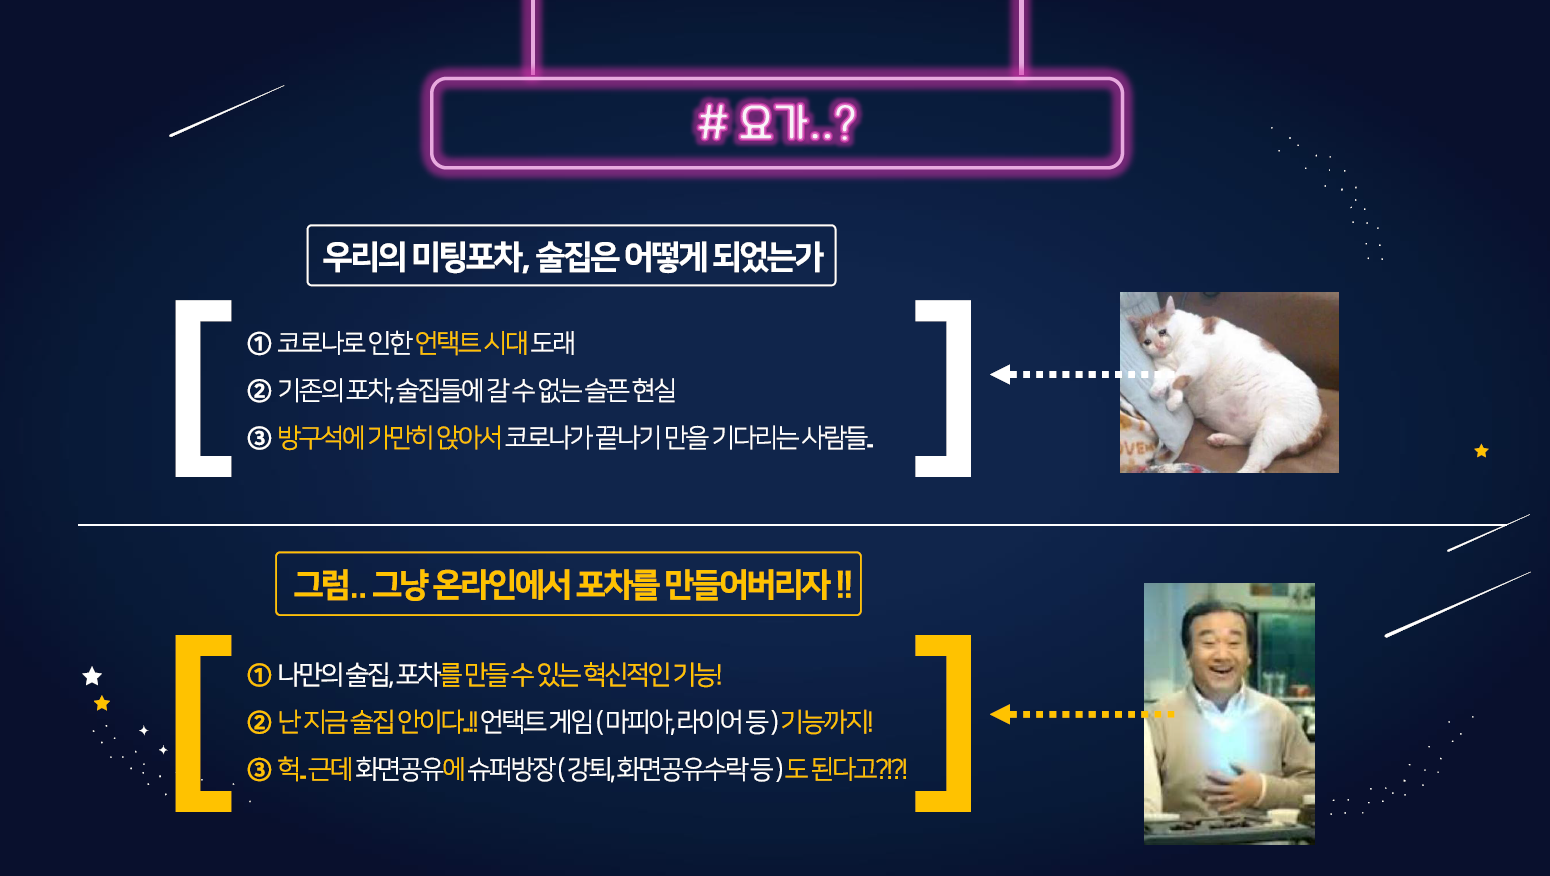 # 요가..?
우리의 미팅포차, 술집은 어떻게 되었는가
① 코로나로 인한 언택트 시대 도래
② 기존의 포차,술집들에 갈 수 없는 슬픈 현실
③ 방구석에 가만히 앉아서 코로나가 끝나기 만을 기다리는 사람들..
그럼.. 그냥 온라인에서 포차를 만들어버리자 !!
① 나만의 술집, 포차를 만들 수 있는 혁신적인 기능!
② 난 지금 술집 안이다..!! 언택트 게임 ( 마피아, 라이어 등 ) 기능까지!
③ 헉.. 근데 화면공유에 슈퍼방장 ( 강퇴, 화면공유수락 등 ) 도 된다고?!?!